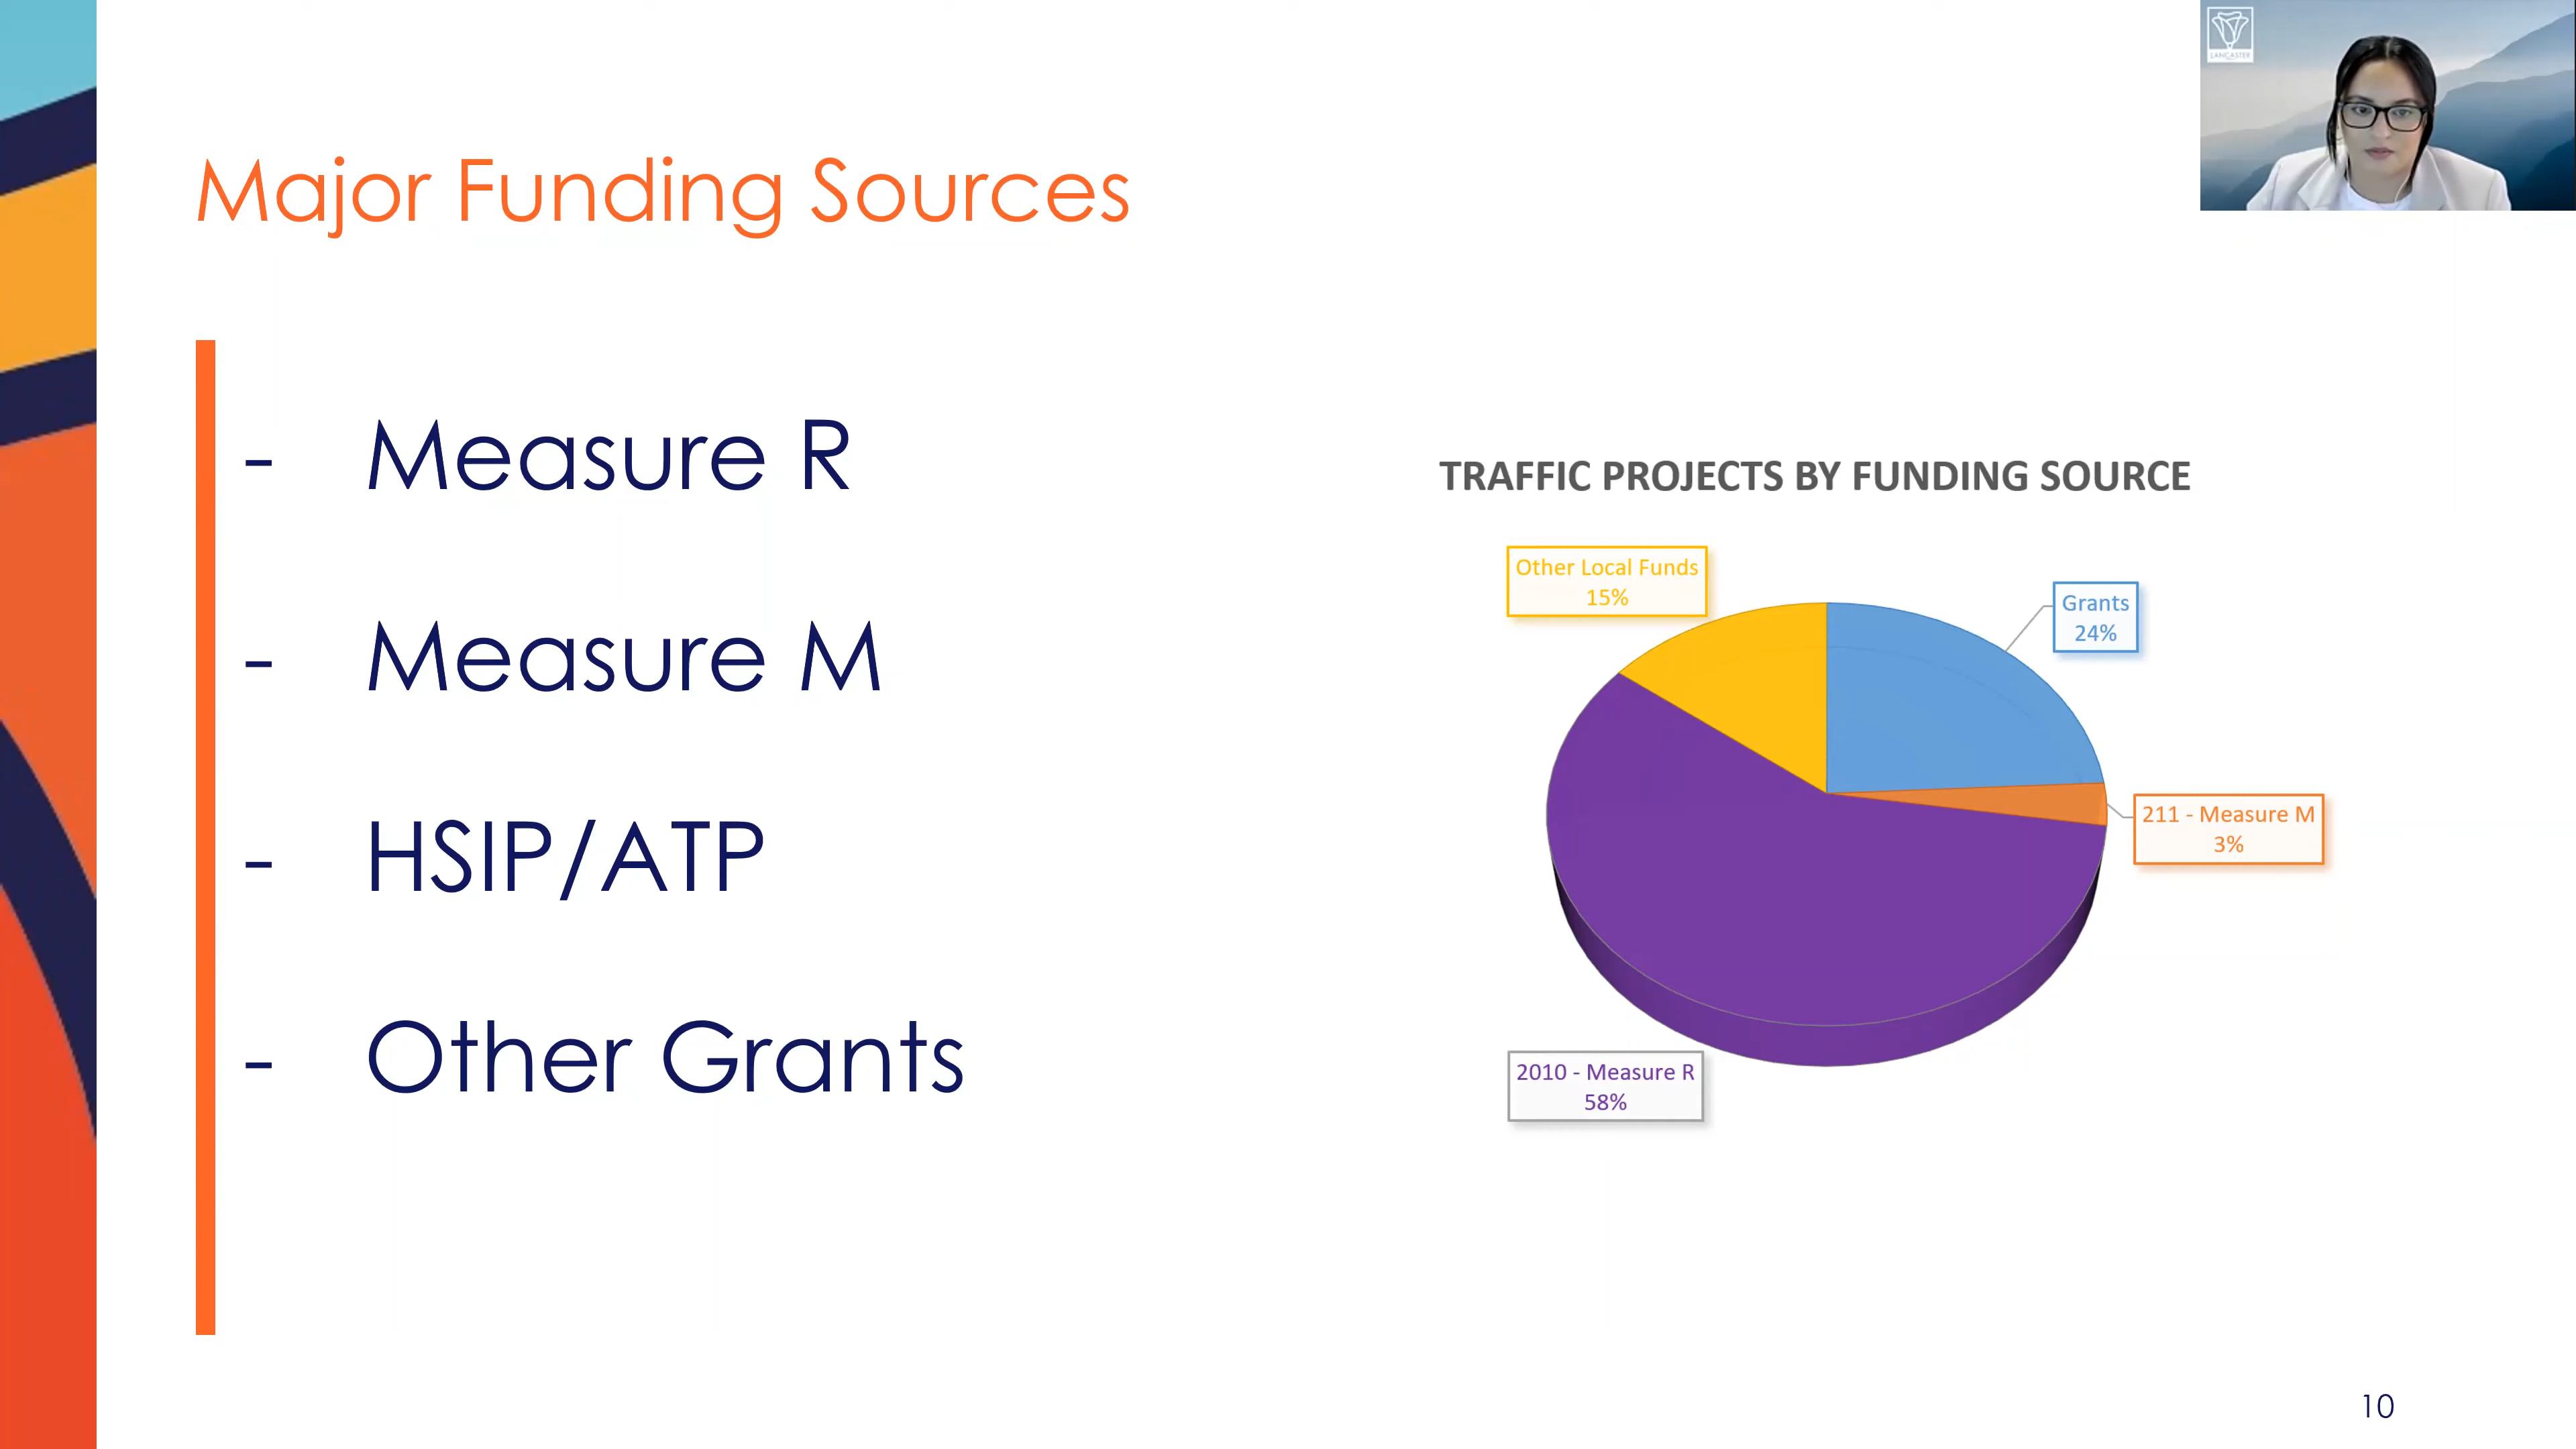 LANCASTER
Major Funding Sources
- Measure R
- Measure M
- HSIP/ATP
- Other Grants
TRAFFIC PROJECTS BY FUNDING SOURCE
Other Local Funds
15%
Grants
24%
211 - Measure M
3%
2010 - Measure R
58%
10